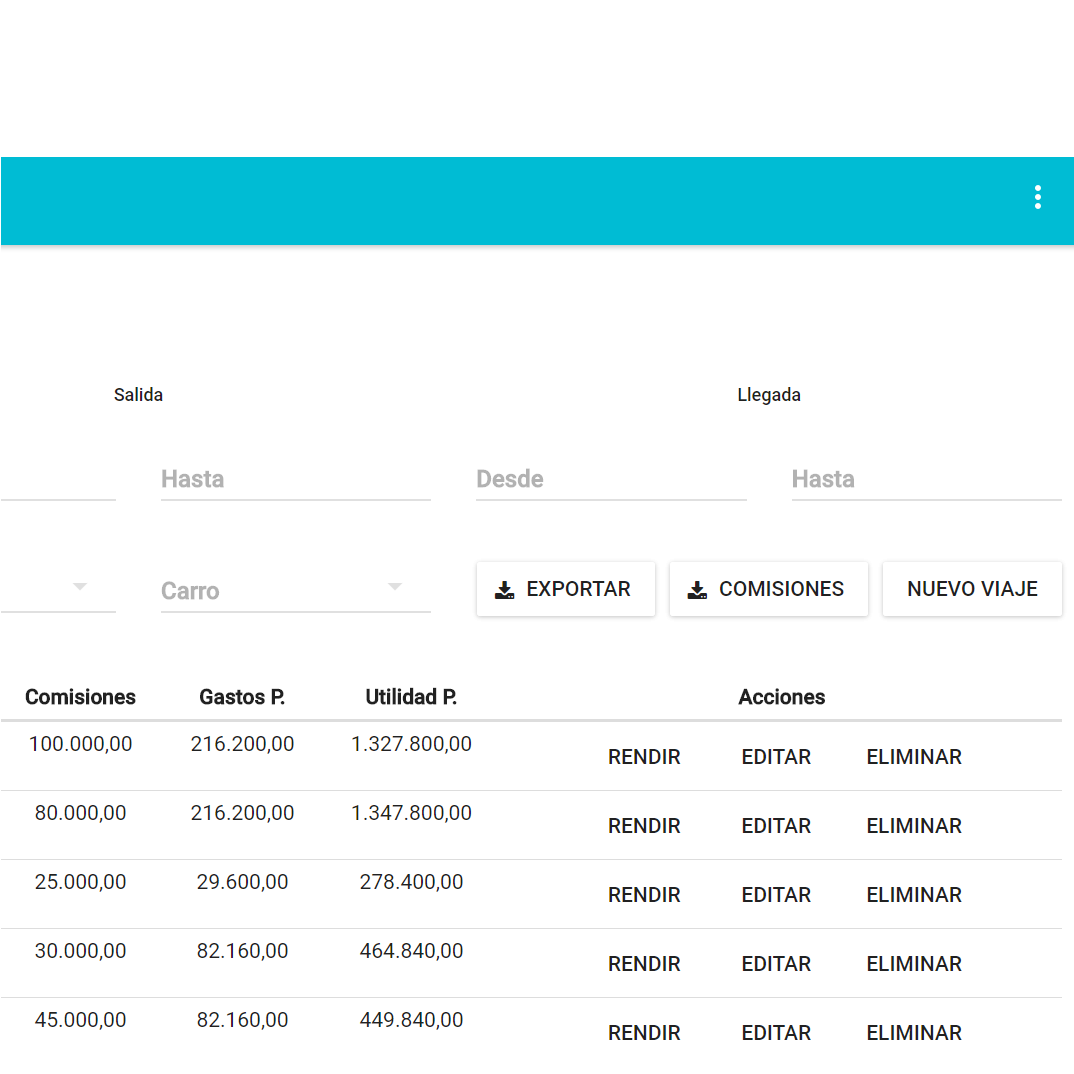 Salida Llegada
Hasta Desde Hasta
Carro EXPORTAR COMISIONES NUEVO VIAJE
Comisiones Gastos P. Utilidad P. Acciones
100.000,00 216.200,00 1.327.800,00 RENDIR EDITAR ELIMINAR
80.000,00 216.200,00 1.347.800,00 RENDIR EDITAR ELIMINAR
25.000,00 29.600,00 278.400,00 RENDIR EDITAR ELIMINAR
30.000,00 82.160,00 464.840,00 RENDIR EDITAR ELIMINAR
45.000,00 82.160,00 449.840,00 RENDIR EDITAR ELIMINAR